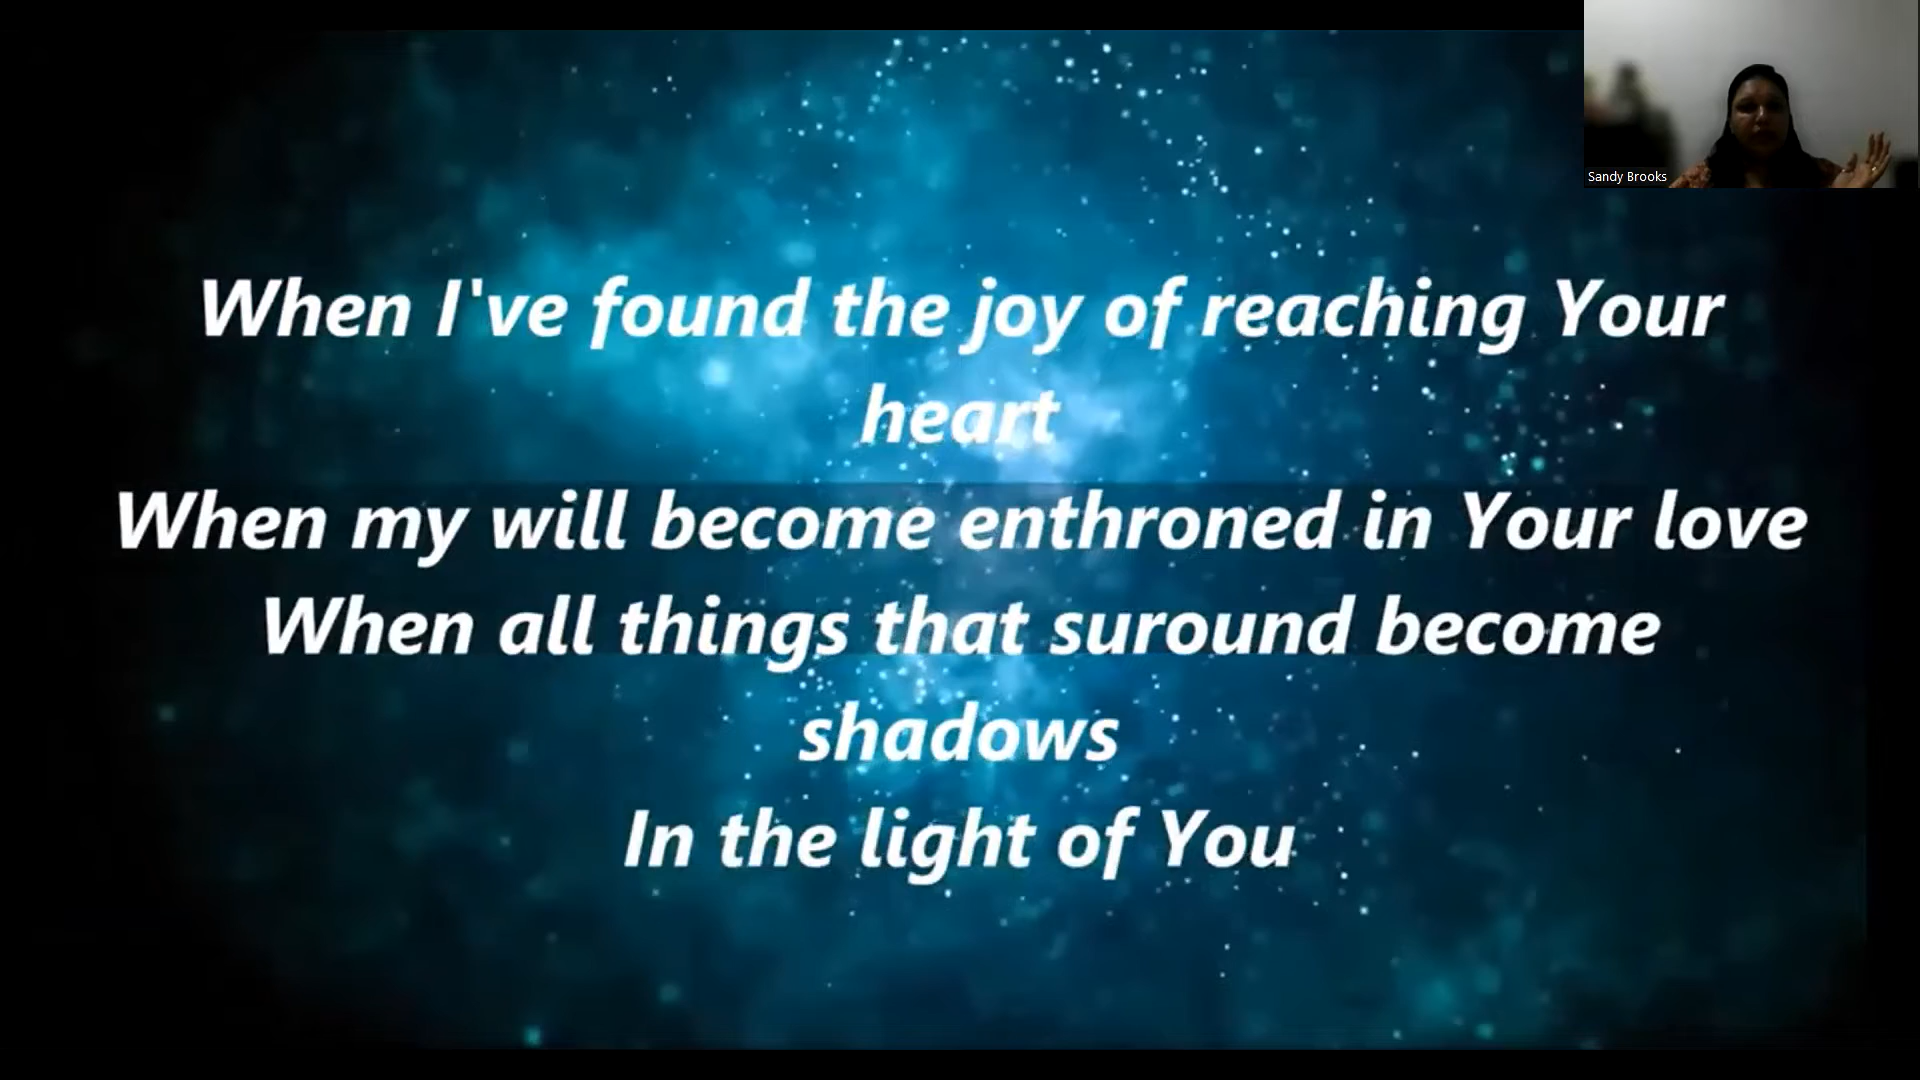 Sandy Brooks
When I've found the joy of reaching Your
heart
When my will become enthroned in Your love
When all things that suround become
shadows
In the light of You